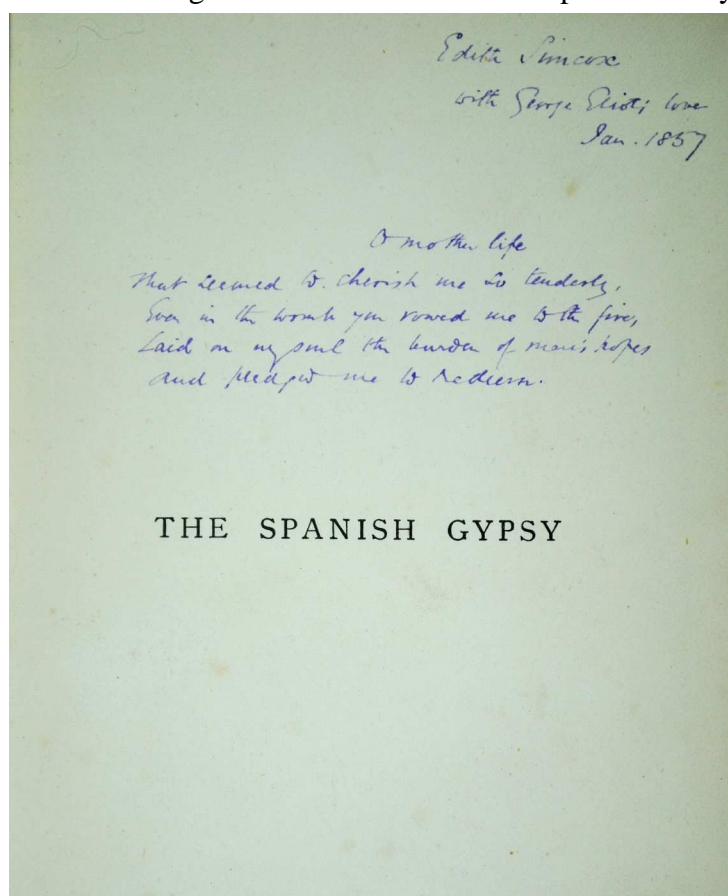 Edith Simcox
with George Eliot's love
Jan. 1857
O mother life
that seemed to cherish me so tenderly,
Even in the womb you vowed me to the fire,
Laid on my soul the burden of men's hopes
and pledged me to redeem.
THE SPANISH GYPSY